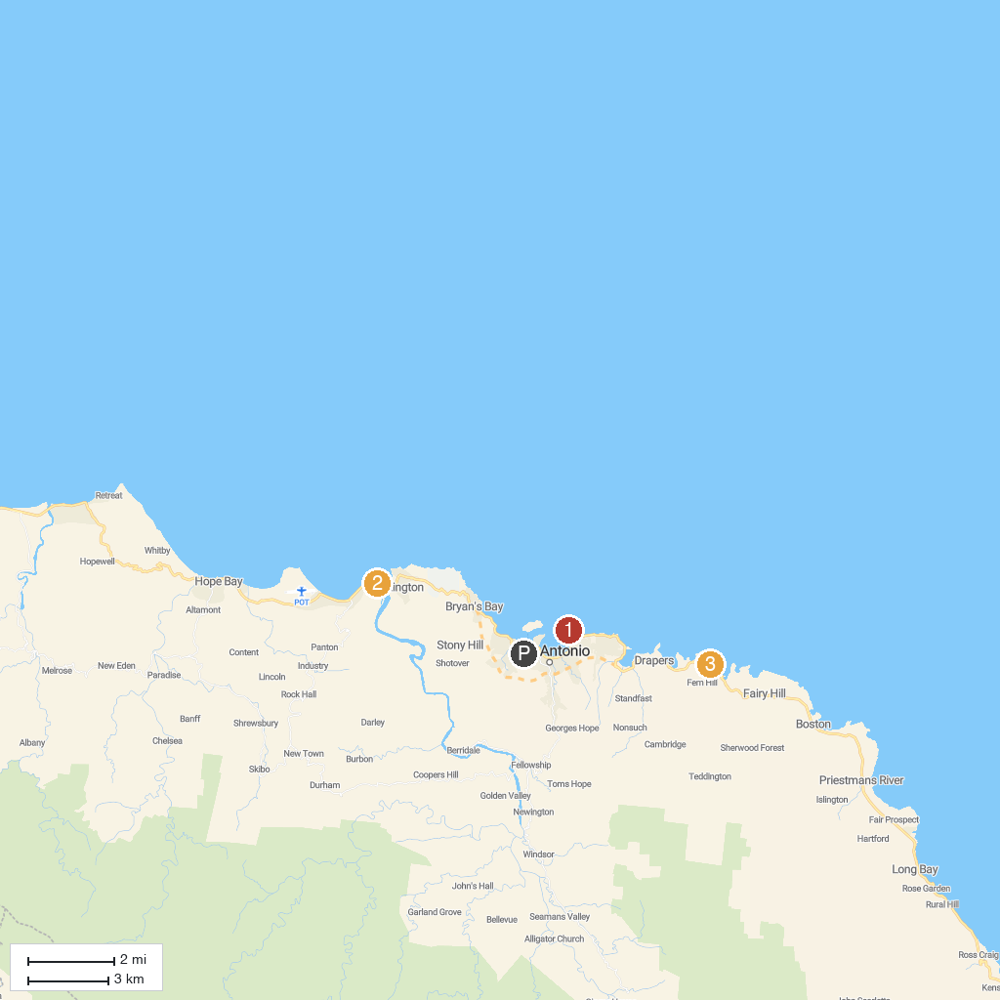 Retreat
Whitby
Hopewell
Hope Bay
POT
2
ington
Altamont
Bryan's Bay
1
Stony Hill
P
Antonio
Panton
Content
Shotover
Drapers
3
Fern Hill
Melrose
New Eden
Paradise
Lincoln
Industry
Rock Hall
Fairy Hill
Standfast
Banff
Shrewsbury
Darley
Georges Hope
Nonsuch
Boston
Albany
Chelsea
New Town
Burbon
Berridale
Cambridge
Sherwood Forest
Skibo
Fellowship
Durham
Coopers Hill
Toms Hope
Teddington
Priestmans River
Golden Valley
Islington
Newington
Fair Prospect
Hartford
Windsor
Long Bay
John's Hall
Rose Garden
Rural Hill
Garland Grove
Bellevue
Seamans Valley
Alligator Church
Ross Craig
2 mi
3 km
Kens